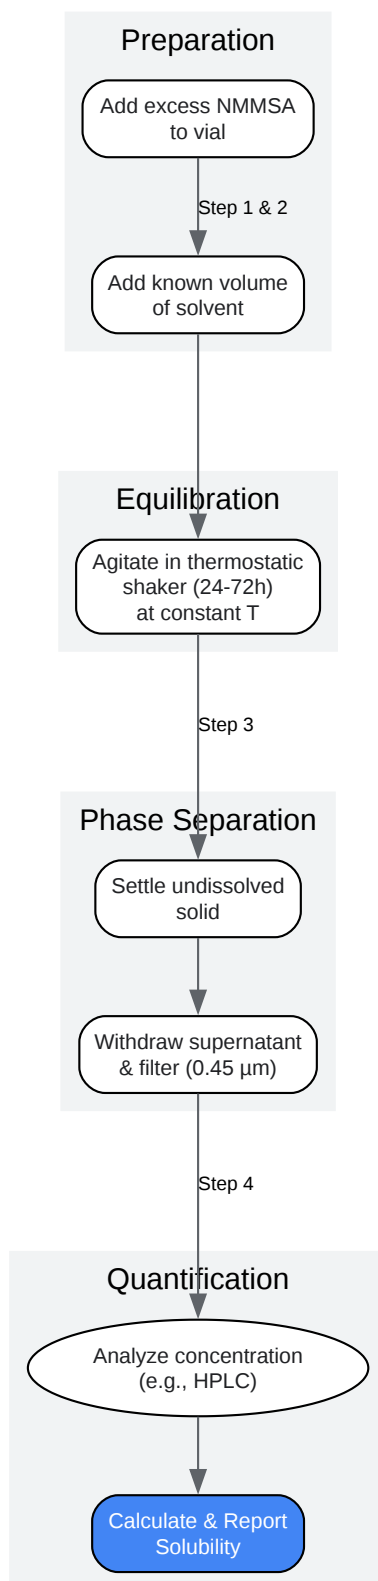 Preparation
Add excess NMMSA
to vial
Step 1 & 2
Add known volume
of solvent
Equilibration
Agitate in thermostatic
shaker (24-72h)
at constant T
Step 3
Phase Separation
Settle undissolved
solid
Withdraw supernatant
& filter (0.45 µm)
Step 4
Quantification
Analyze concentration
(e.g., HPLC)
Calculate & Report
Solubility